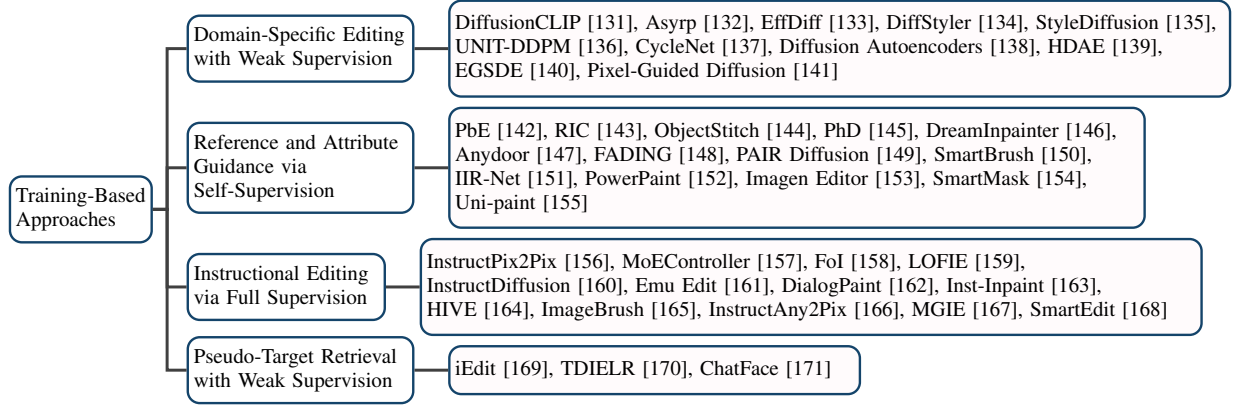 Training-Based
Approaches
Domain-Specific Editing
with Weak Supervision
DiffusionCLIP [131], Asyrp [132], EffDiff [133], DiffStyler [134], StyleDiffusion [135],
UNIT-DDPM [136], CycleNet [137], Diffusion Autoencoders [138], HDAE [139],
EGSDE [140], Pixel-Guided Diffusion [141]
Reference and Attribute
Guidance via
Self-Supervision
PbE [142], RIC [143], ObjectStitch [144], PhD [145], DreamInpainter [146],
Anydoor [147], FADING [148], PAIR Diffusion [149], SmartBrush [150],
IIR-Net [151], PowerPaint [152], Imagen Editor [153], SmartMask [154],
Uni-paint [155]
Instructional Editing
via Full Supervision
InstructPix2Pix [156], MoEController [157], FoI [158], LOFIE [159],
InstructDiffusion [160], Emu Edit [161], DialogPaint [162], Inst-Inpaint [163],
HIVE [164], ImageBrush [165], InstructAny2Pix [166], MGIE [167], SmartEdit [168]
Pseudo-Target Retrieval
with Weak Supervision
iEdit [169], TDIELR [170], ChatFace [171]